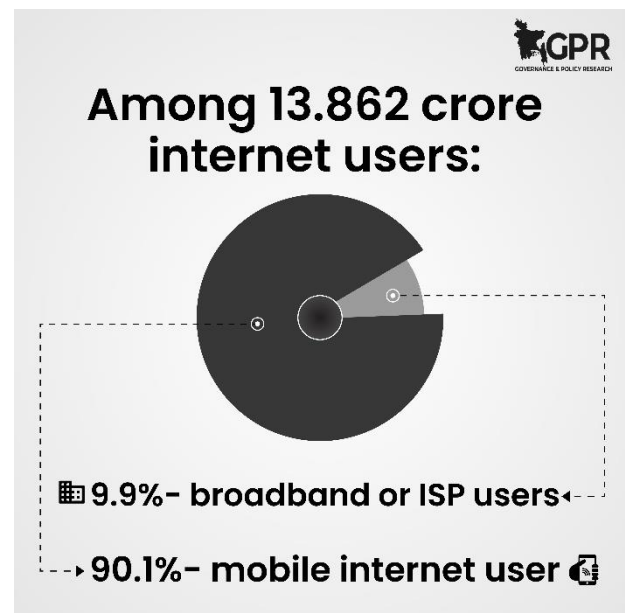 GPR
GOVERNANCE & POLICY RESEARCH
Among 13.862 crore
internet users:
9.9%- broadband or ISP users
90.1%- mobile internet user